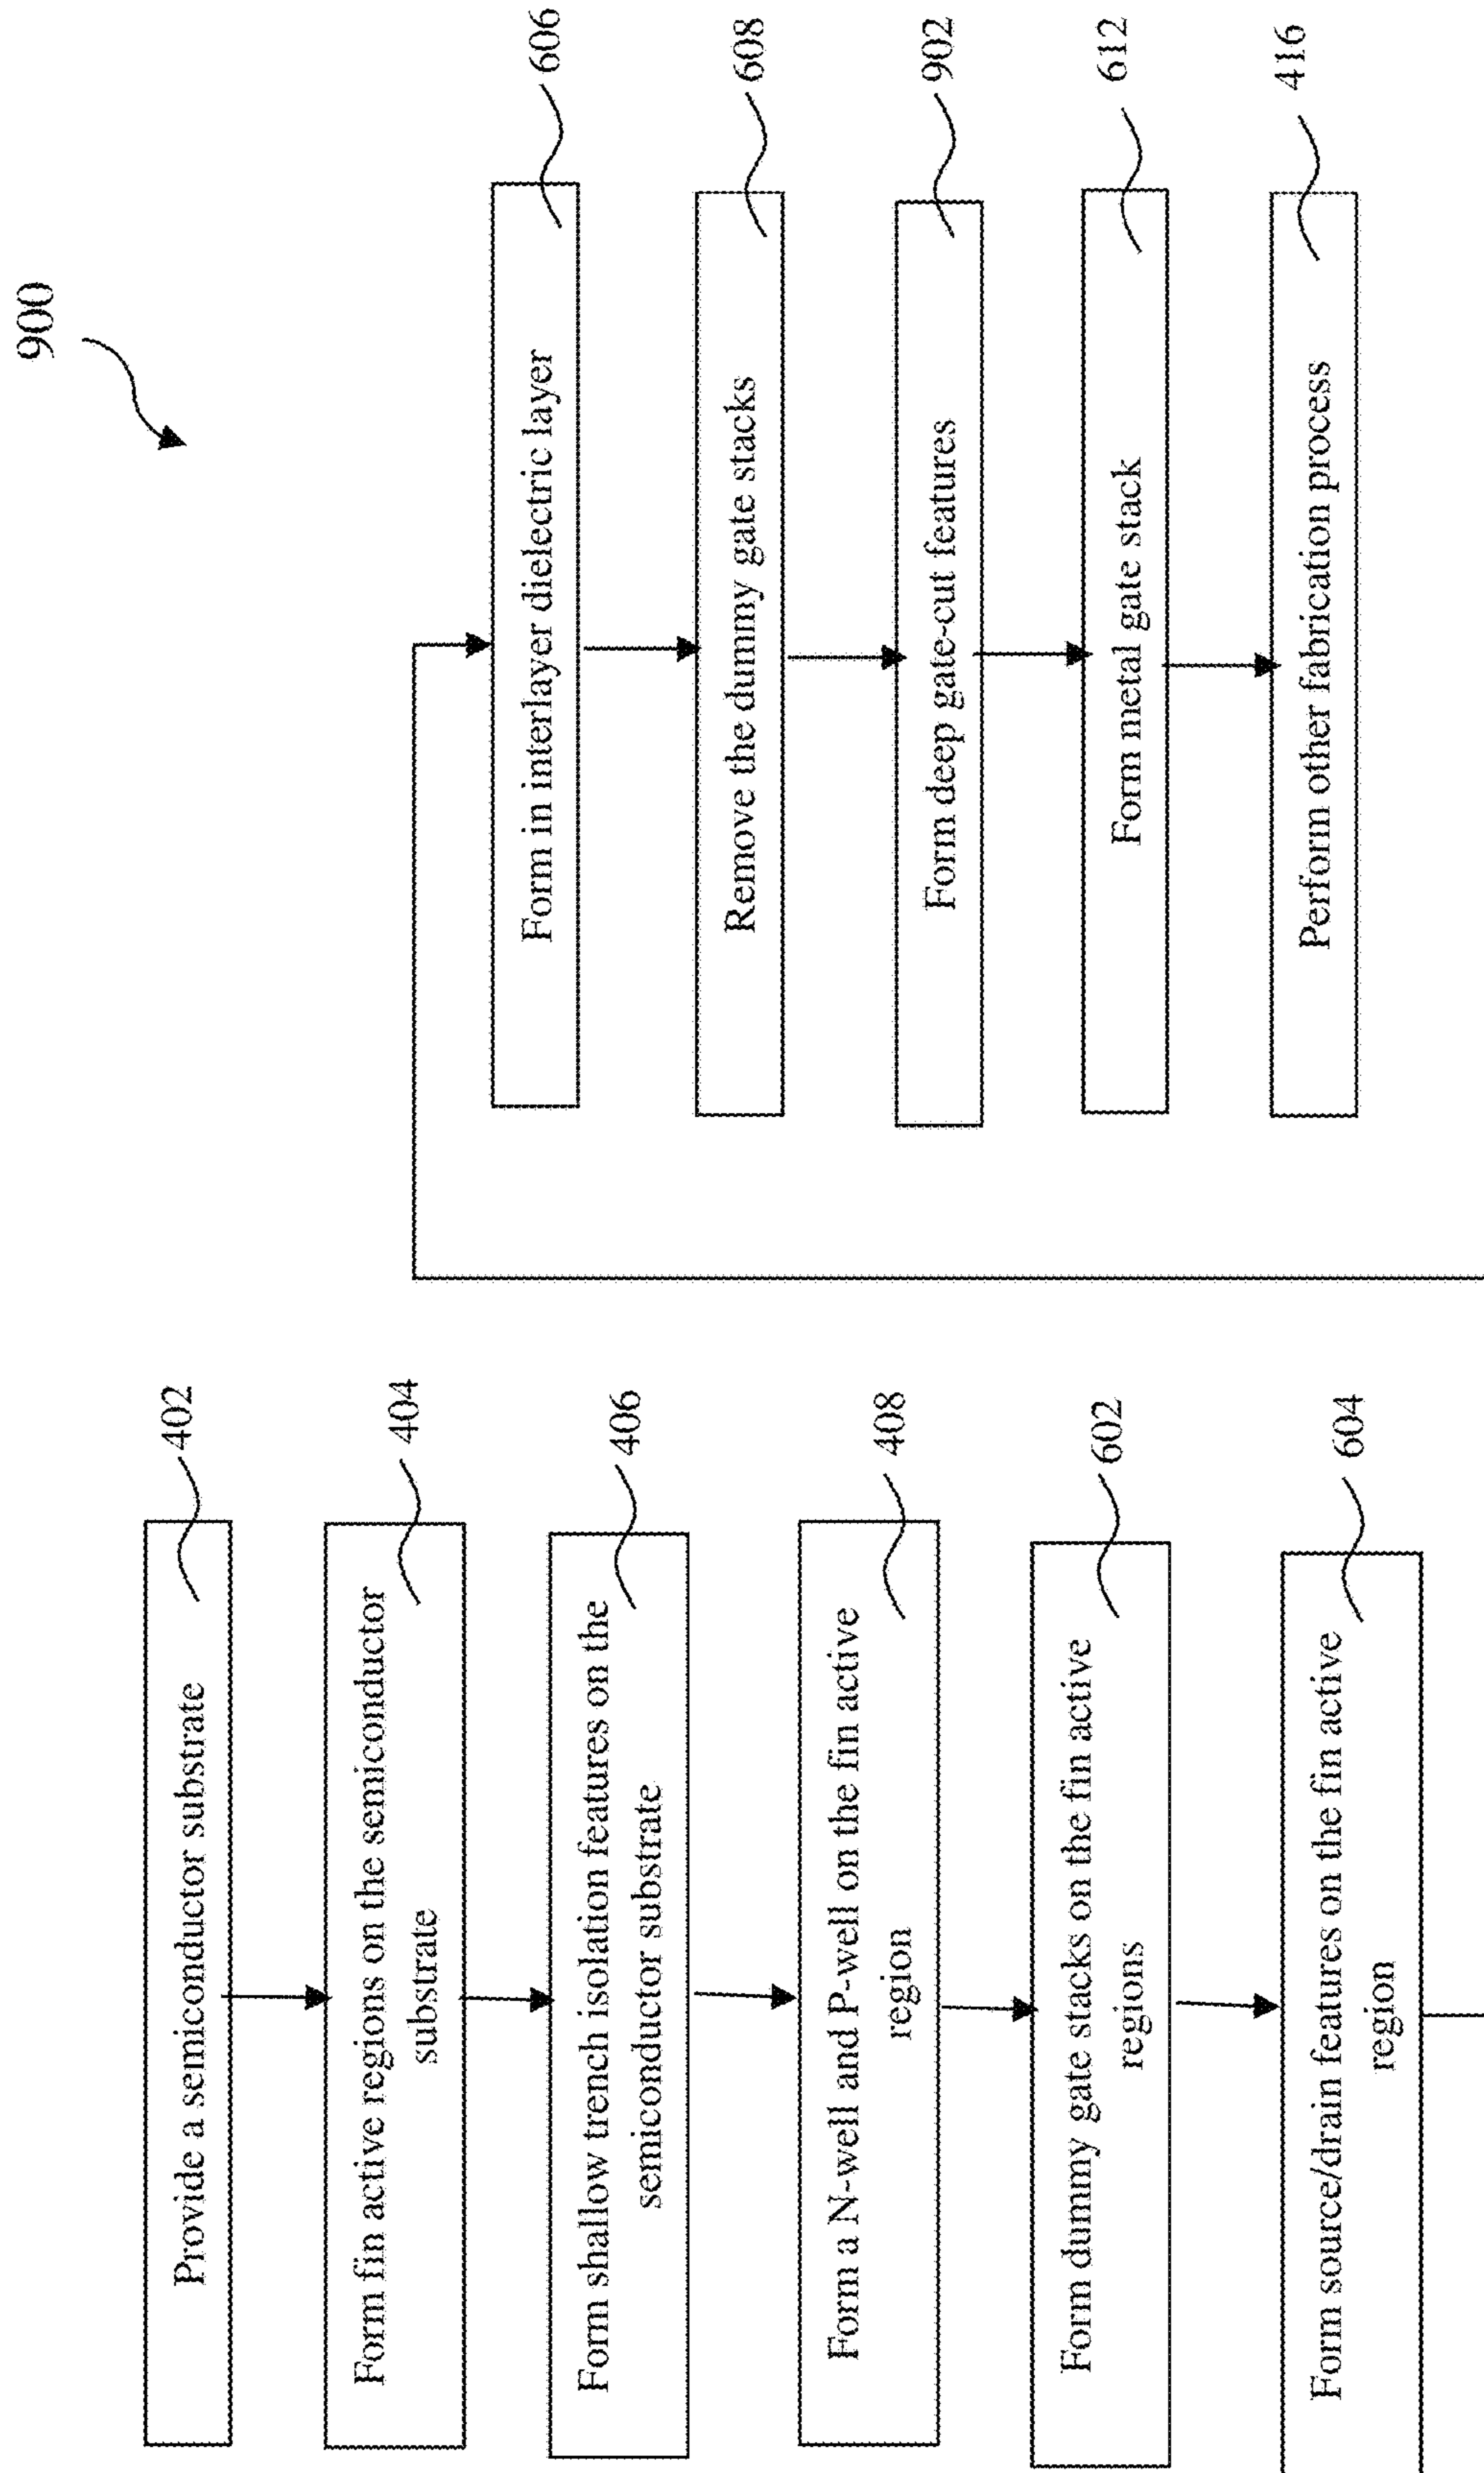 900
Provide a semiconductor substrate
402
Form fin active regions on the semiconductor
substrate
404
Form shallow trench isolation features on the
semiconductor substrate
406
Form a N-well and P-well on the fin active
region
408
Form dummy gate stacks on the fin active
regions
602
Form source/drain features on the fin active
region
604
Form in interlayer dielectric layer
606
Remove the dummy gate stacks
608
Form deep gate-cut features
902
Form metal gate stack
612
Perform other fabrication process
416